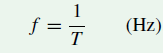 f = 1/T (Hz)